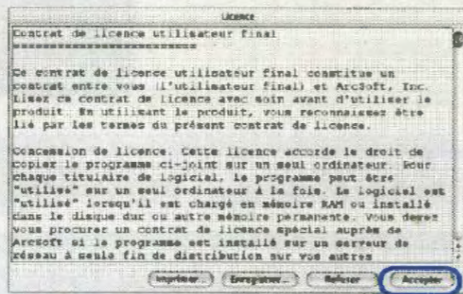 Licence
Contrat de licence utilisateur final
==========================
Ce contrat de licence utilisateur final constitue un
contrat entre vous (l'utilisateur final) et ArcSoft, Inc.
Lisez ce contrat de licence avec soin avant d'utiliser le
produit. En utilisant le produit, vous reconnaissez être
lié par les termes du présent contrat de licence.
Concession de licence. Cette licence accorde le droit de
copier le programme ci-joint sur un seul ordinateur. Pour
chaque titulaire de logiciel, le programme peut être
"utilisé" sur un seul ordinateur à la fois. Le logiciel est
"utilisé" lorsqu'il est chargé en mémoire RAM ou installé
dans le disque dur ou autre mémoire permanente. Vous devez
vous procurer un contrat de licence spécial auprès de
ArcSoft si le programme est installé sur un serveur de
réseau à seule fin de distribution sur vos autres
Imprimer... Enregistrer... Refuser Accepter